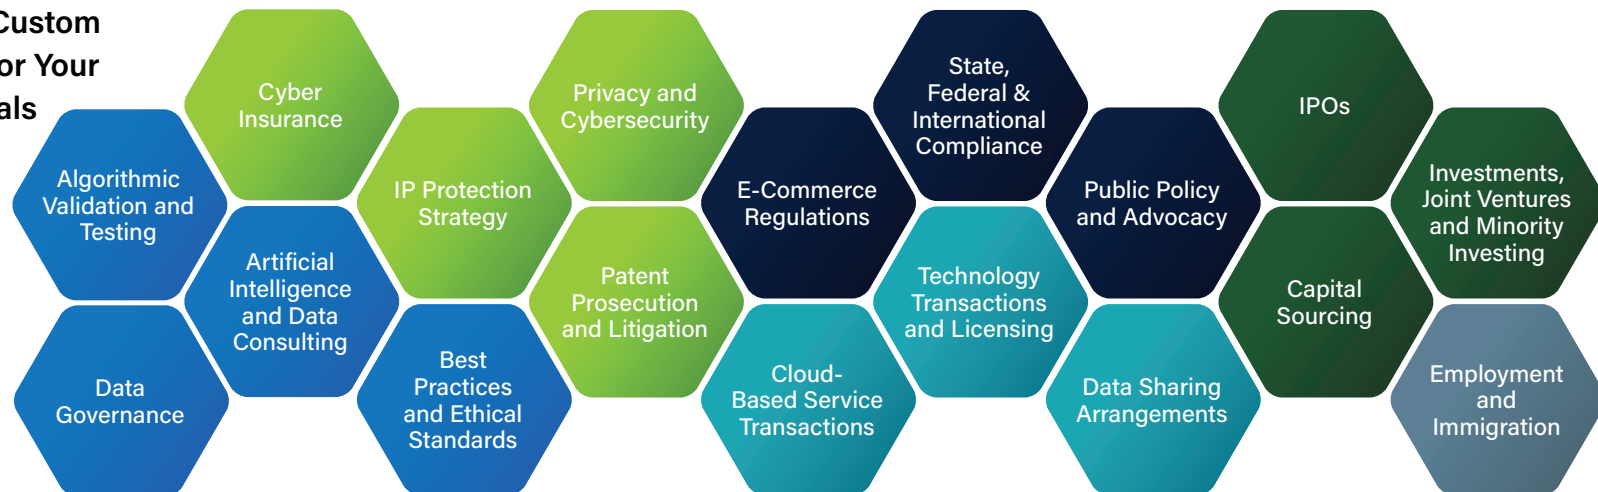 Custom
or Your
als
Cyber
Insurance
Privacy and
Cybersecurity
State,
Federal &
International
Compliance
IPOs
Algorithmic
Validation and
Testing
IP Protection
Strategy
E-Commerce
Regulations
Public Policy
and Advocacy
Investments,
Joint Ventures
and Minority
Investing
Artificial
Intelligence
and Data
Consulting
Patent
Prosecution
and Litigation
Technology
Transactions
and Licensing
Capital
Sourcing
Data
Governance
Best
Practices
and Ethical
Standards
Cloud-
Based Service
Transactions
Data Sharing
Arrangements
Employment
and
Immigration